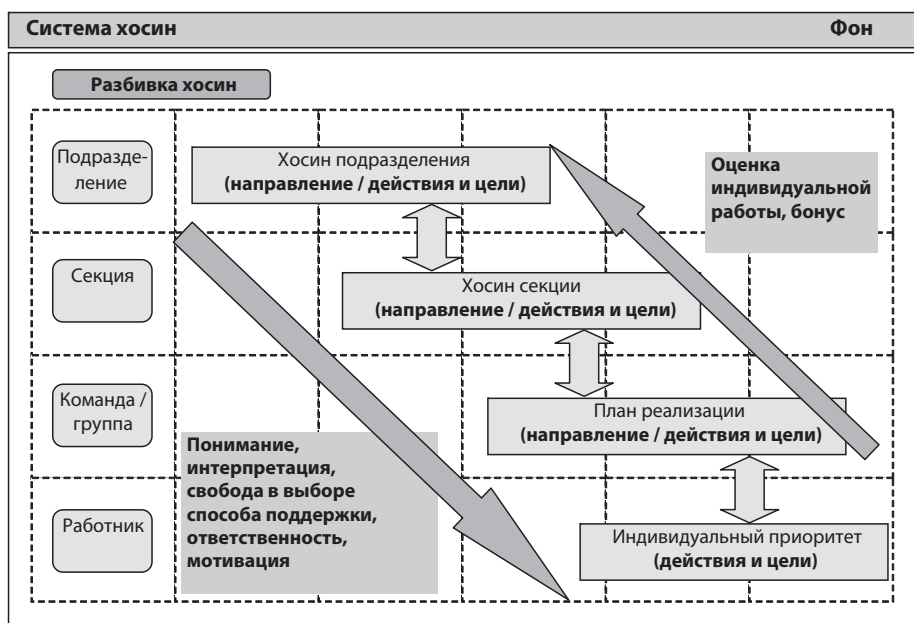 Система хосин Фон
Разбивка хосин
Подразде-
ление
Хосин подразделения
(направление / действия и цели)
Оценка
индивидуальной
работы, бонус
Секция
Хосин секции
(направление / действия и цели)
Команда /
группа
План реализации
(направление / действия и цели)
Понимание,
интерпретация,
свобода в выборе
способа поддержки,
ответственность,
мотивация
Работник
Индивидуальный приоритет
(действия и цели)